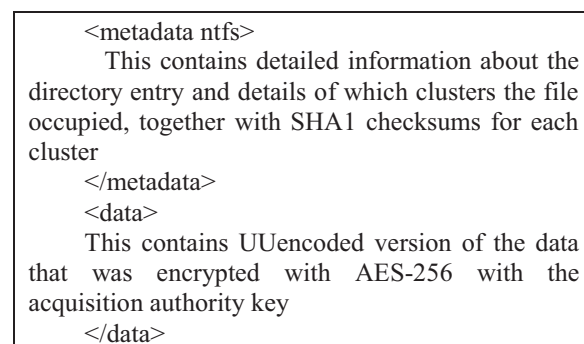 <metadata ntfs>
This contains detailed information about the
directory entry and details of which clusters the file
occupied, together with SHA1 checksums for each
cluster
</metadata>
<data>
This contains UUencoded version of the data
that was encrypted with AES-256 with the
acquisition authority key
</data>